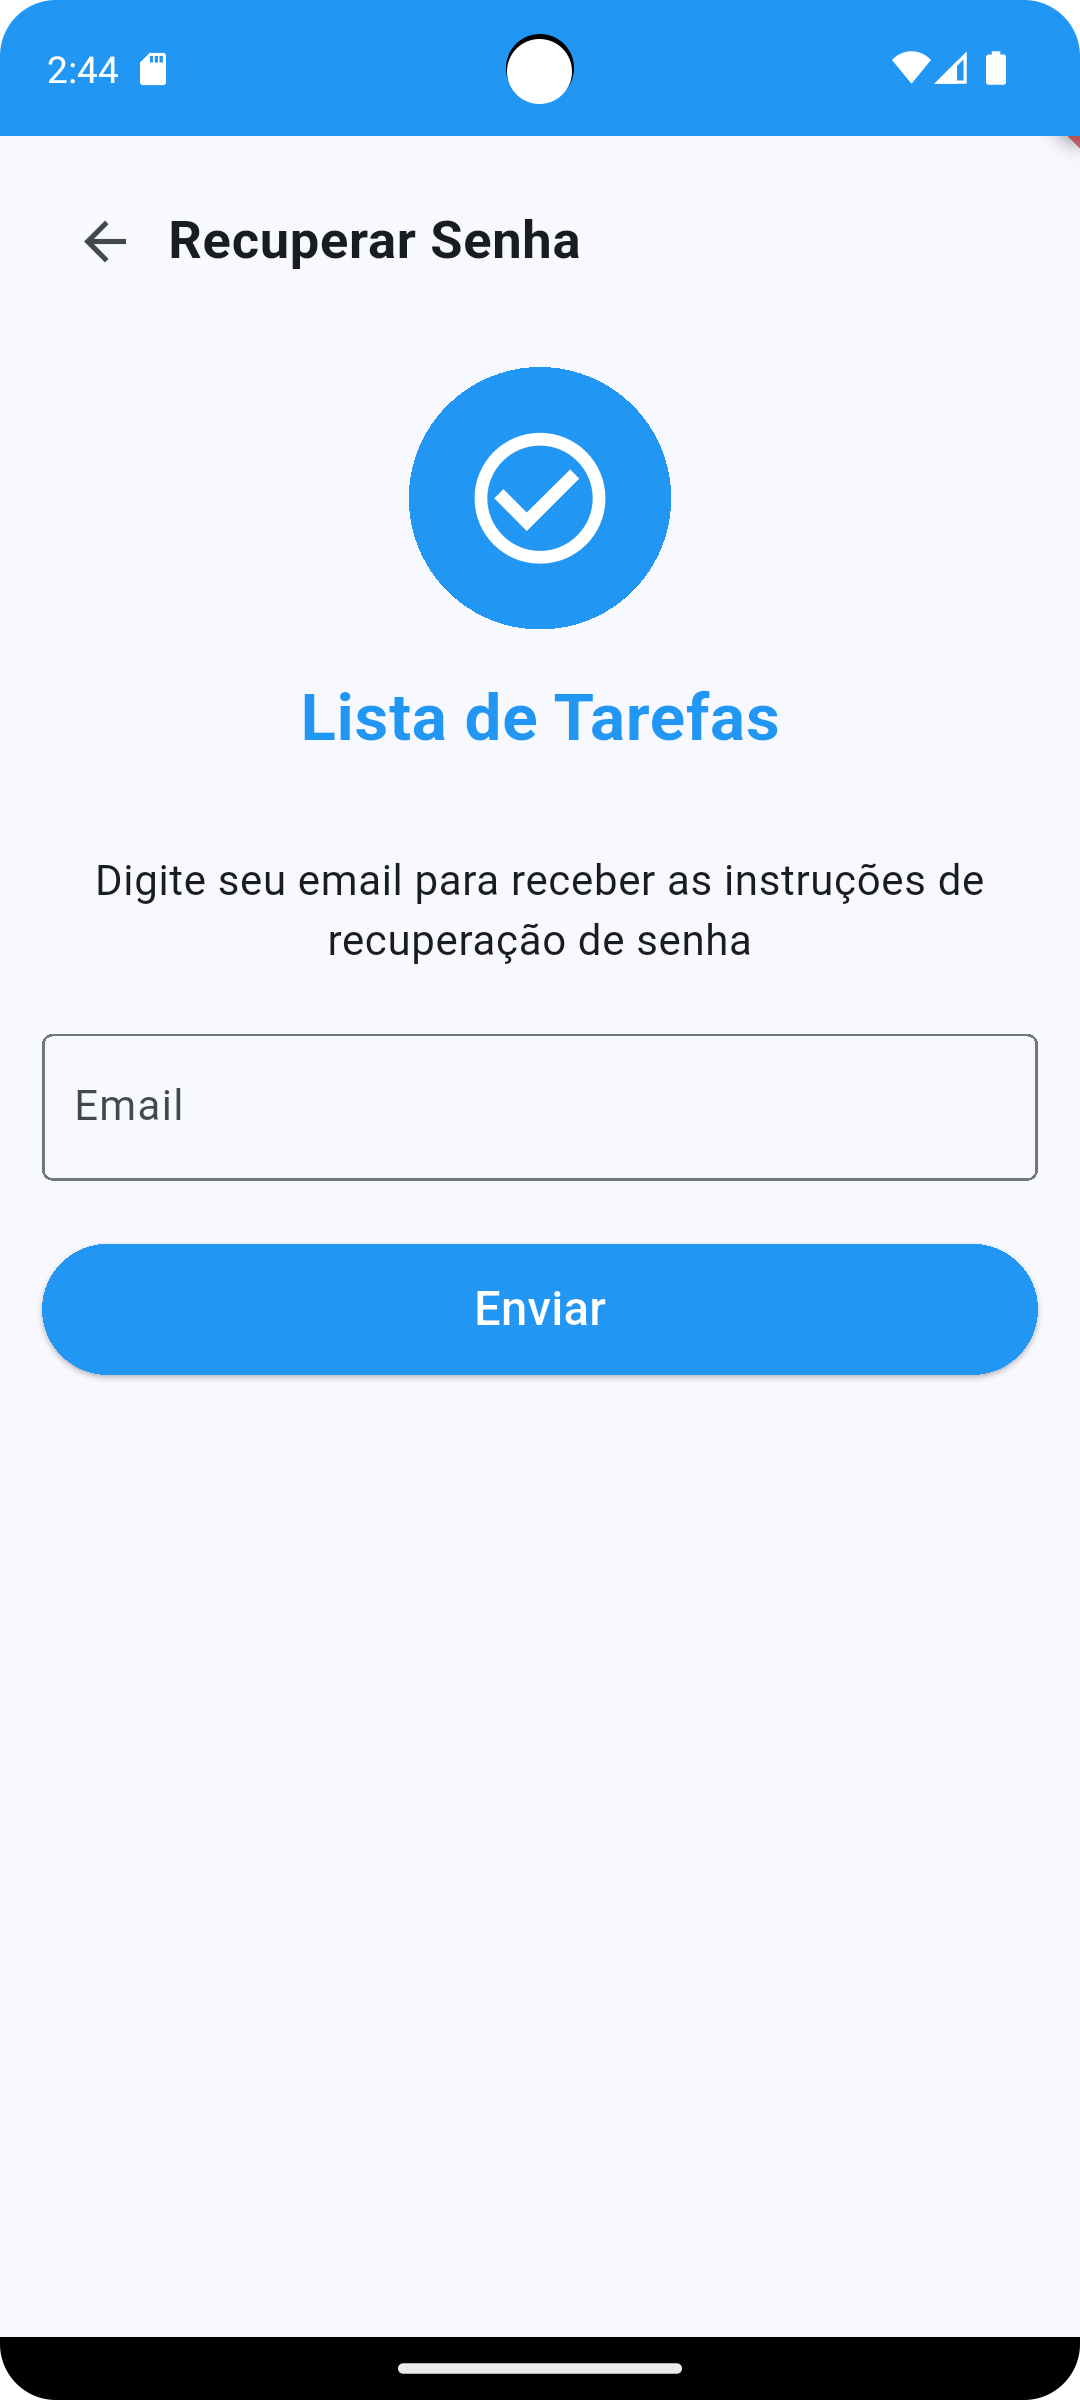 2:44
Recuperar Senha
Lista de Tarefas
Digite seu email para receber as instruções de
recuperação de senha
Email
Enviar